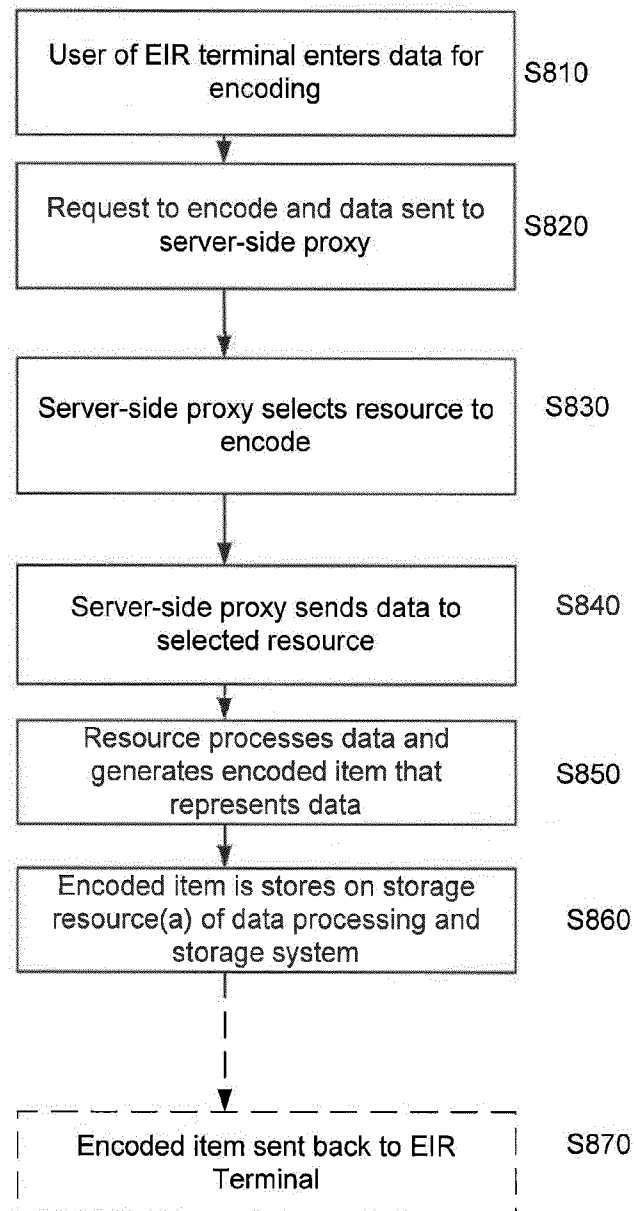 User of EIR terminal enters data for
encoding
S810
Request to encode and data sent to
server-side proxy
S820
Server-side proxy selects resource to
encode
S830
Server-side proxy sends data to
selected resource
S840
Resource processes data and
generates encoded item that
represents data
S850
Encoded item is stores on storage
resource(a) of data processing and
storage system
S860
Encoded item sent back to EIR
Terminal
S870